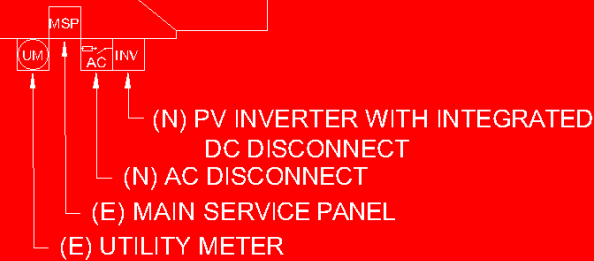 MSP
UM
AC
INV
(N) PV INVERTER WITH INTEGRATED
DC DISCONNECT
(N) AC DISCONNECT
(E) MAIN SERVICE PANEL
(E) UTILITY METER